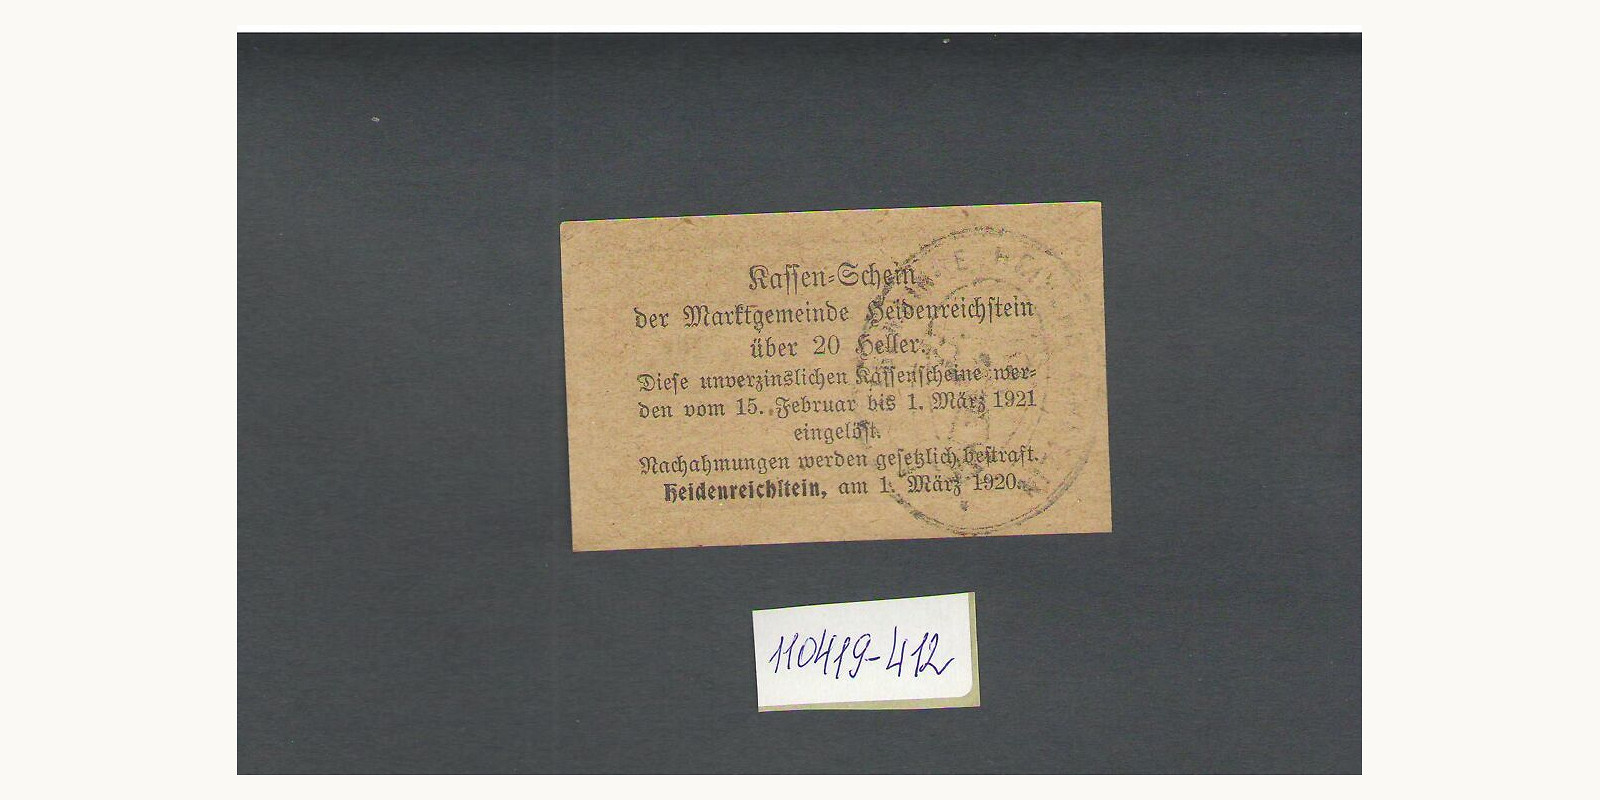 Kassen-Schein
der Marktgemeinde Heidenreichstein
über 20 Heller.
Diese unverzinslichen Kassenscheine wer-
den vom 15. Februar bis 1. März 1921
eingelöst.
Nachahmungen werden gesetzlich bestraft.
Heidenreichstein, am 1. März 1920.
110419-412